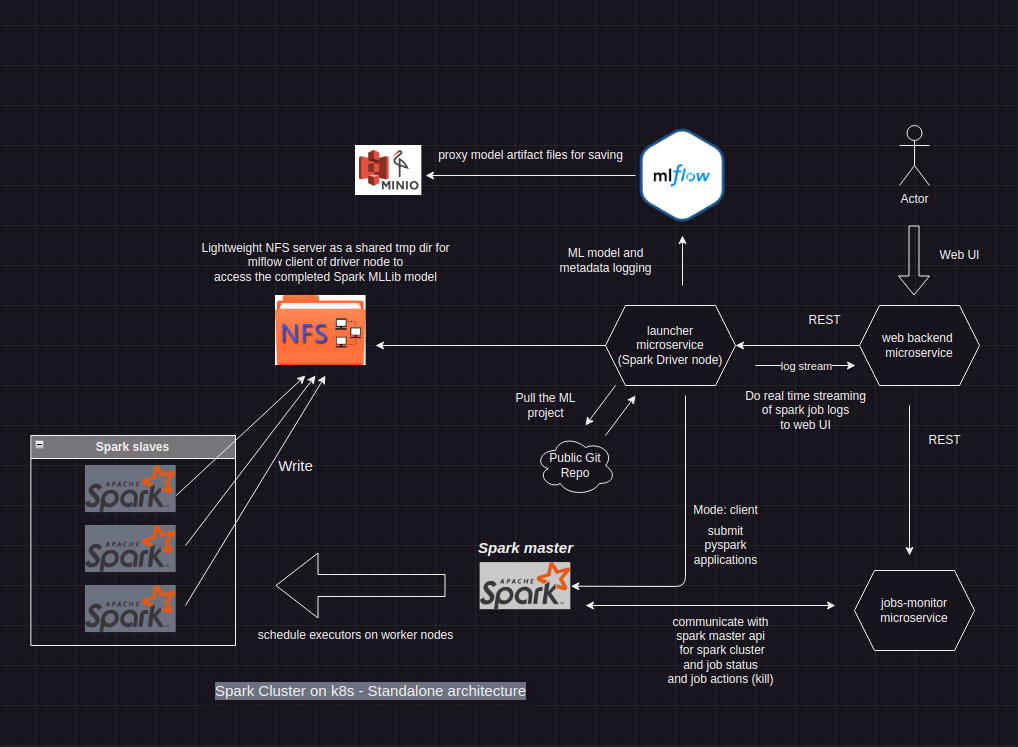 proxy model artifact files for saving
MINIO
mlflow
Actor
Lightweight NFS server as a shared tmp dir for
mlflow client of driver node to
access the completed Spark MLLib model
ML model and
metadata logging
Web UI
NFS
launcher
microservice
(Spark Driver node)
REST
web backend
microservice
log stream
Do real time streaming
of spark job logs
to web UI
Pull the ML
project
Public Git
Repo
REST
Spark slaves
APACHE
Spark
APACHE
Spark
APACHE
Spark
Write
Mode: client
submit
pyspark
applications
Spark master
APACHE
Spark
schedule executors on worker nodes
communicate with
spark master api
for spark cluster
and job status
and job actions (kill)
jobs-monitor
microservice
Spark Cluster on k8s - Standalone architecture